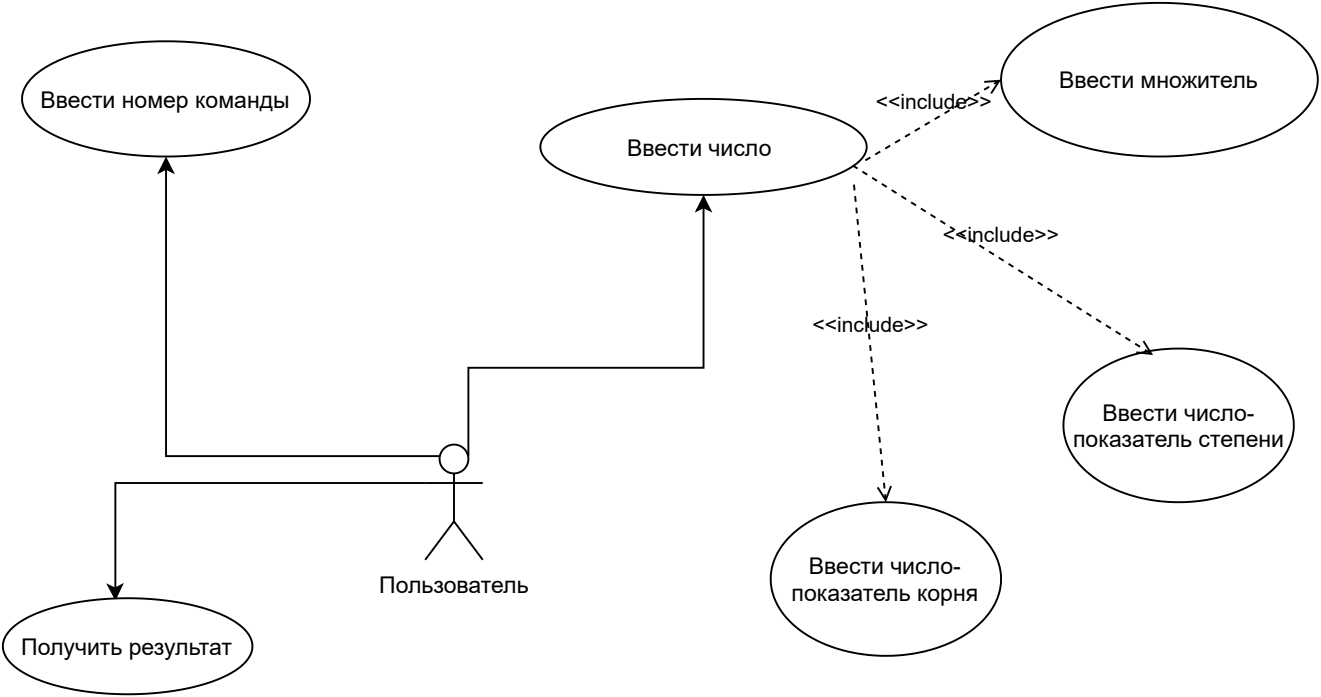 Ввести множитель
Ввести номер команды
<<include>>
Ввести число
<<include>>
<<include>>
Ввести число-
показатель степени
Ввести число-
показатель корня
Пользователь
Получить результат